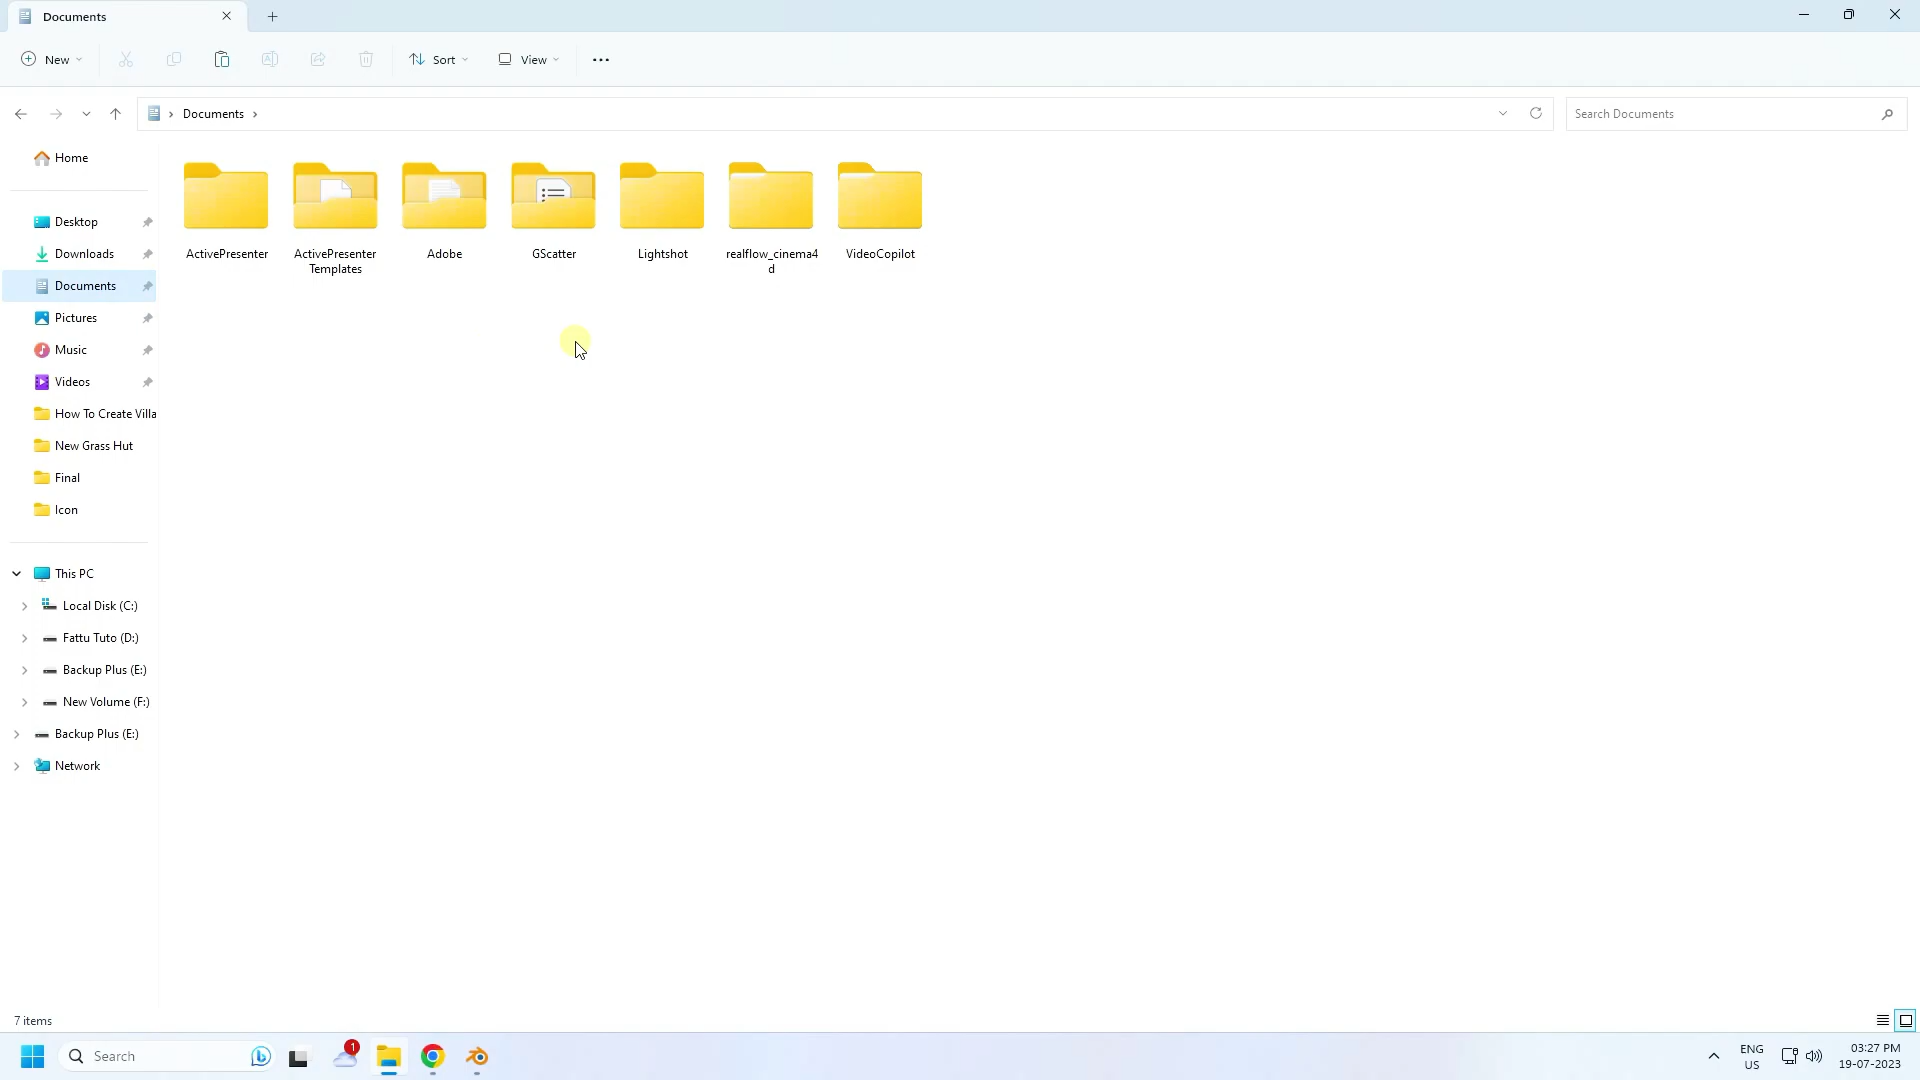 Documents
New
Sort
View
Documents
Search Documents
Home
Desktop
Downloads
Documents
Pictures
Music
Videos
How To Create Villa
New Grass Hut
Final
Icon
This PC
Local Disk (C:)
Fattu Tuto (D:)
Backup Plus (E:)
New Volume (F:)
Backup Plus (E:)
Network
ActivePresenter
ActivePresenter
Templates
Adobe
GScatter
Lightshot
realflow_cinema4
d
VideoCopilot
7 items
Search
1
ENG
US
03:27 PM
19-07-2023